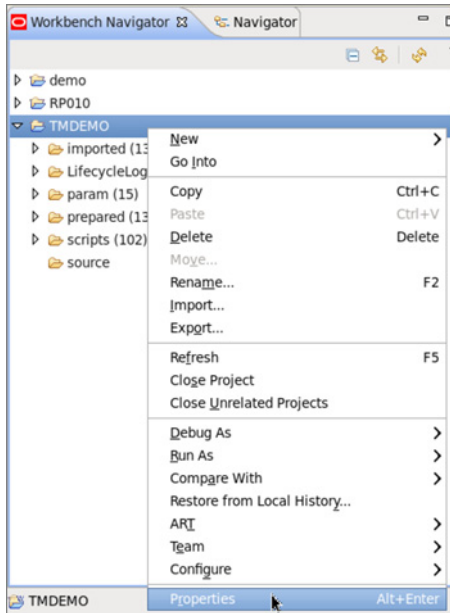 Workbench Navigator Navigator
demo
RP010
TMDEMO
imported (13
LifecycleLog
param (15)
prepared (13
scripts (102)
source
New
Go Into
Copy Ctrl+C
Paste Ctrl+V
Delete Delete
Move...
Rename... F2
Import...
Export...
Refresh F5
Close Project
Close Unrelated Projects
Debug As
Run As
Compare With
Restore from Local History...
ART
Team
Configure
Properties Alt+Enter
TMDEMO